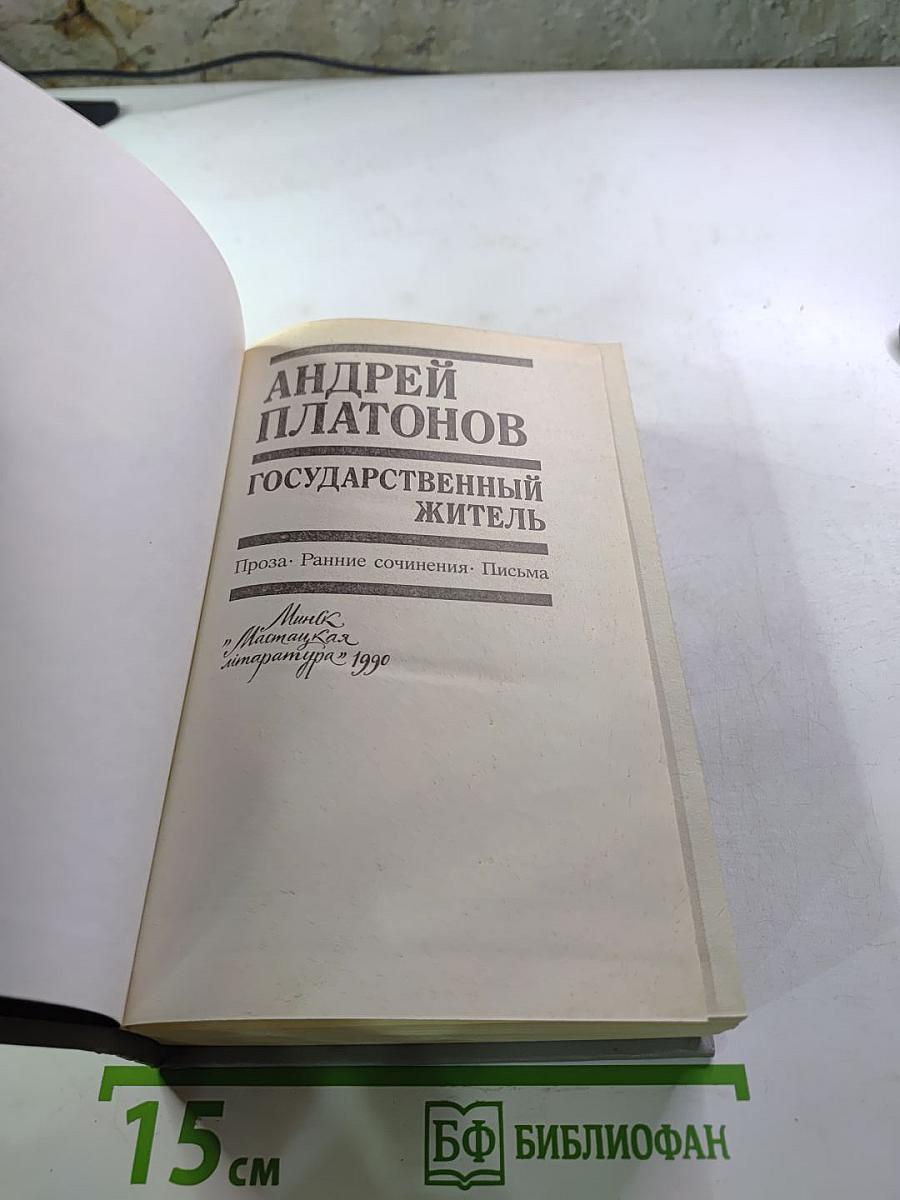 АНДРЕЙ
ПЛАТОНОВ
ГОСУДАРСТВЕННЫЙ
ЖИТЕЛЬ
Проза· Ранние сочинения· Письма
Минск
„Мастацкая
літаратура” 1990
15 см
БФ БИБЛИОФАН